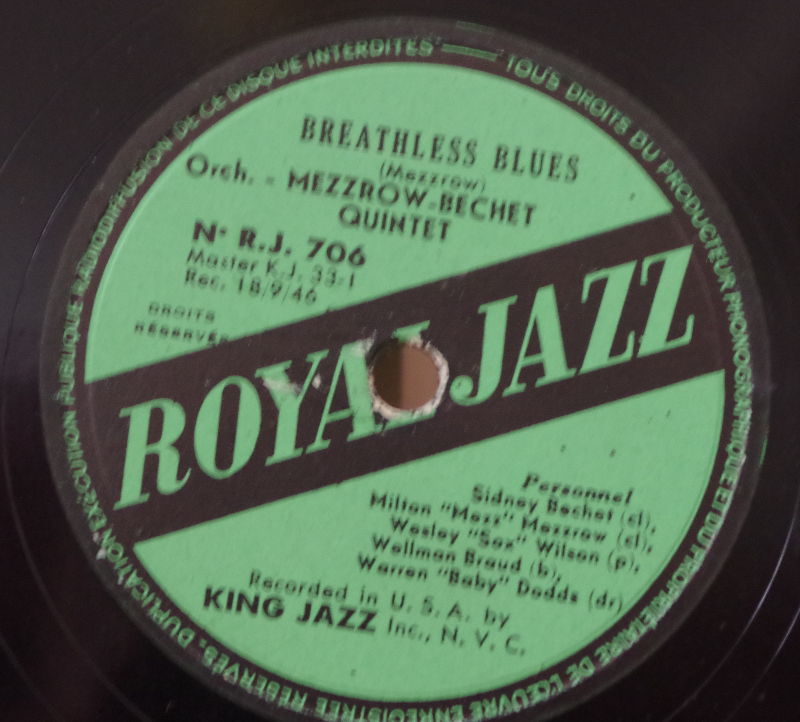 BREATHLESS BLUES
(Mezzrow)
Orch. - MEZZROW-BECHET
QUINTET
N° R.J. 706
Master K.J. 33-1
Rec. 18/9/46
DROITS
RÉSERVÉS
ROYAL JAZZ
Personnel
Sidney Bechet (cl),
Milton "Mezz" Mezzrow (cl),
Wesley "Sox" Wilson (p),
Wellman Braud (b),
Warren "Baby" Dodds (dr)
Recorded in U. S. A. by
KING JAZZ Inc., N. Y. C.
TOUS DROITS DU PRODUCTEUR PHONOGRAPHIQUE ET DU PROPRIÉTAIRE DE L'ŒUVRE ENREGISTRÉE RÉSERVÉS. DUPLICATION EXÉCUTION PUBLIQUE RADIODIFFUSION DE CE DISQUE INTERDITES